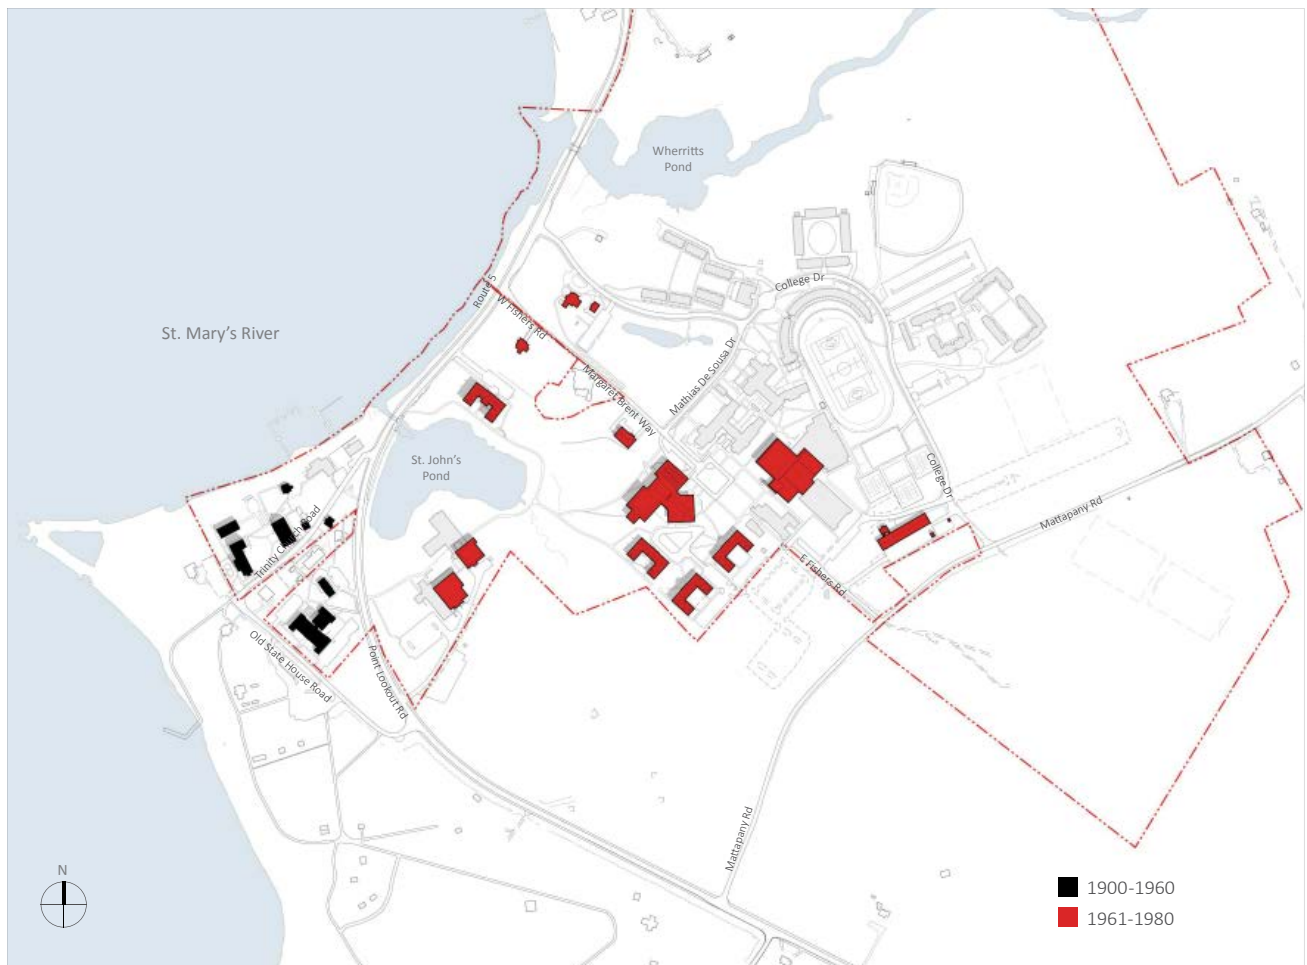 Wherritts
Pond
College Dr
Route 5
W Fishers Rd
St. Mary's River
Mathias De Sousa Dr
Margaret Brent Way
St. John's
Pond
College Dr
Mattapany Rd
Trinity Church Road
E Fishers Rd
Old State House Road
Point Lookout Rd
Mattapany Rd
N
1900-1960
1961-1980